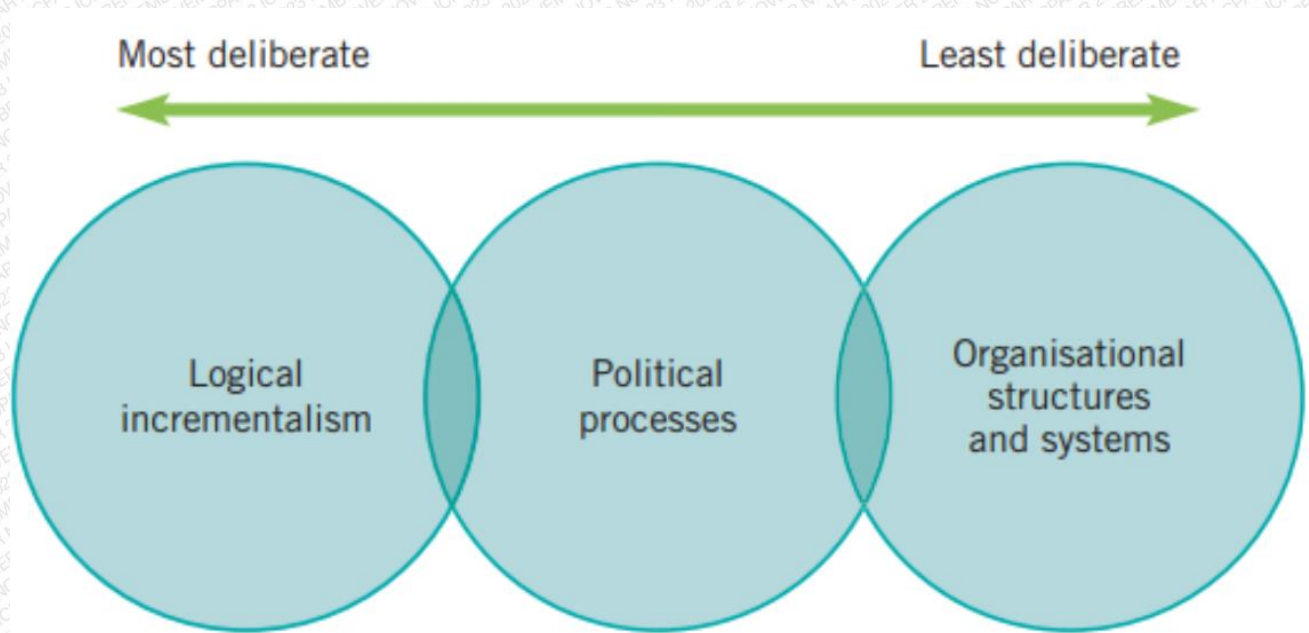 Most deliberate
Least deliberate
Logical
incrementalism
Political
processes
Organisational
structures
and systems